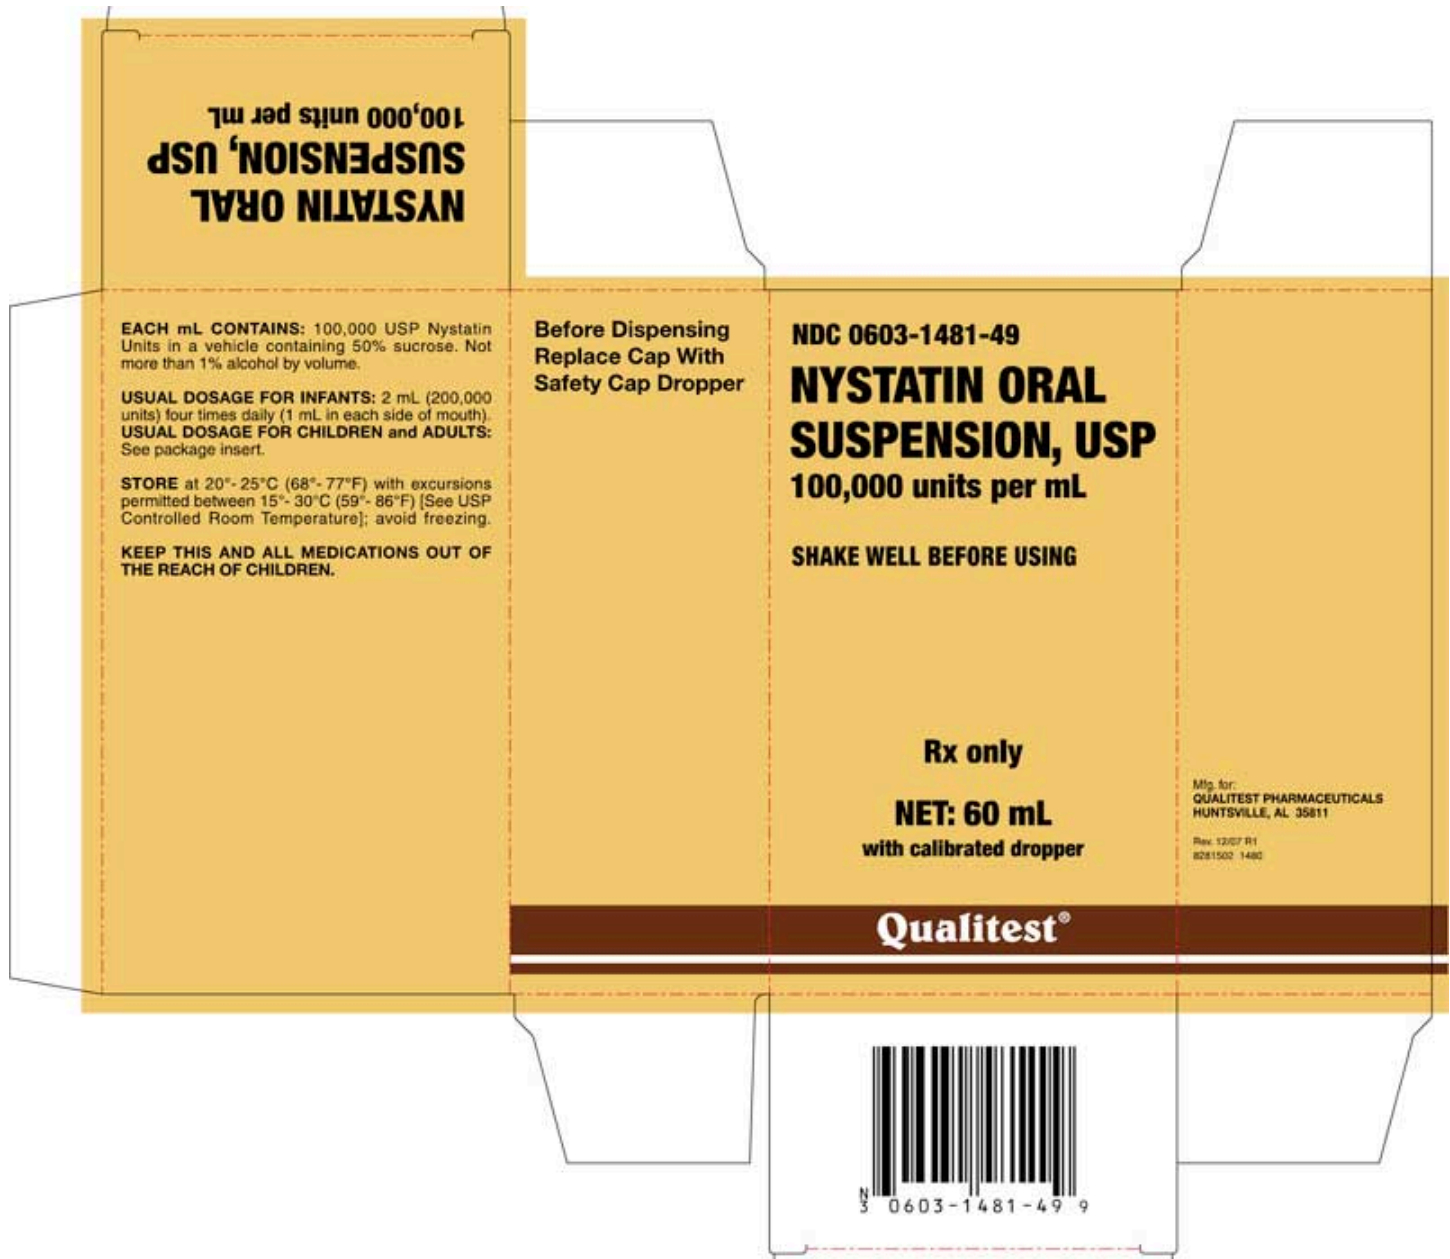 NYSTATIN ORAL
SUSPENSION, USP
100,000 units per mL
EACH mL CONTAINS: 100,000 USP Nystatin
Units in a vehicle containing 50% sucrose. Not
more than 1% alcohol by volume.
USUAL DOSAGE FOR INFANTS: 2 mL (200,000
units) four times daily (1 mL in each side of mouth).
USUAL DOSAGE FOR CHILDREN and ADULTS:
See package insert.
STORE at 20°- 25°C (68°- 77°F) with excursions
permitted between 15°- 30°C (59°- 86°F) [See USP
Controlled Room Temperature]; avoid freezing.
KEEP THIS AND ALL MEDICATIONS OUT OF
THE REACH OF CHILDREN.
Before Dispensing
Replace Cap With
Safety Cap Dropper
NDC 0603-1481-49
NYSTATIN ORAL
SUSPENSION, USP
100,000 units per mL
SHAKE WELL BEFORE USING
Rx only
NET: 60 mL
with calibrated dropper
Qualitest®
Mfg. for:
QUALITEST PHARMACEUTICALS
HUNTSVILLE, AL 35811
Rev. 12/07 R1
8281502 1480
N
3 0603-1481-49 9